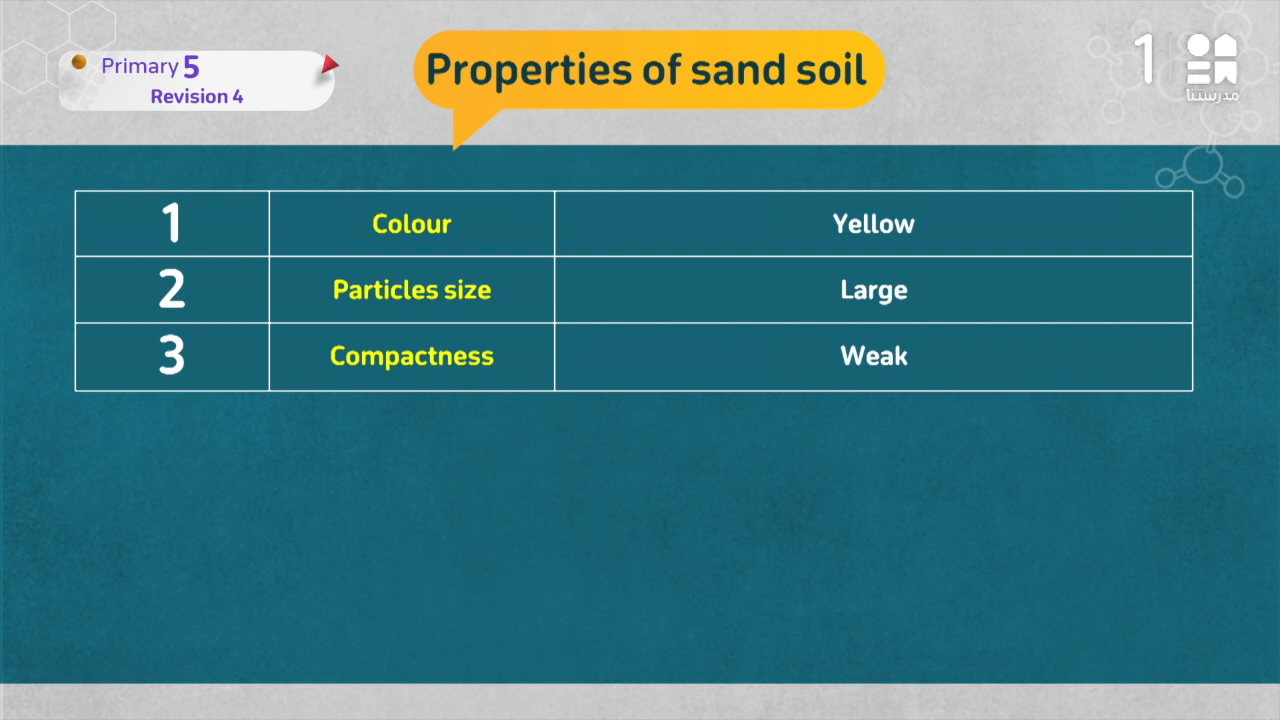 Primary 5
Revision 4
Properties of sand soil
1
مدرستنا
1 Colour Yellow
2 Particles size Large
3 Compactness Weak